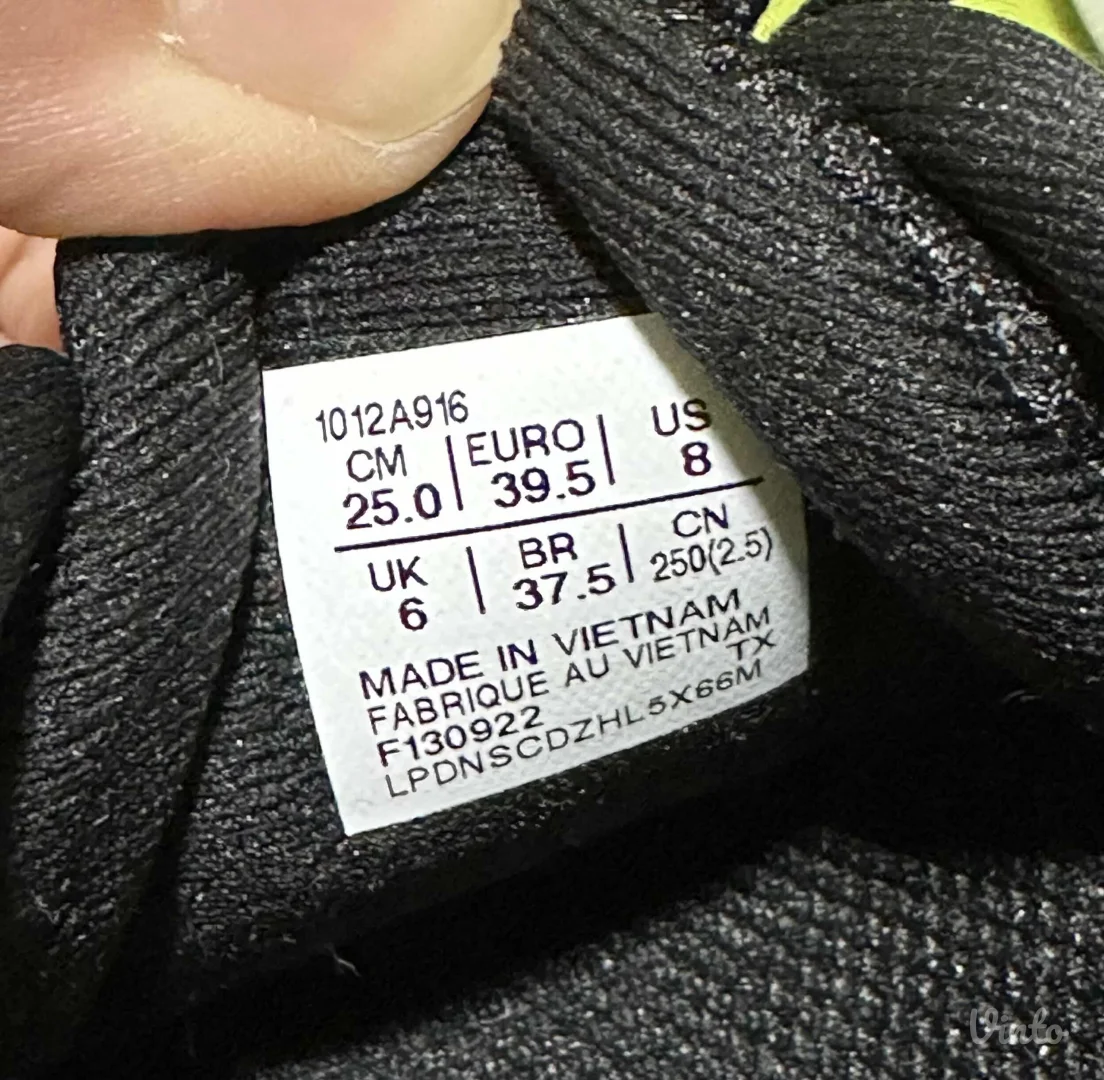 1012A916
CM | EURO | US
25.0 | 39.5 | 8
UK | BR | CN
6 | 37.5 | 250(2.5)
MADE IN VIETNAM
FABRIQUE AU VIETNAM
F130922 TX
LPDNSCDZHL5X66M
Vinto